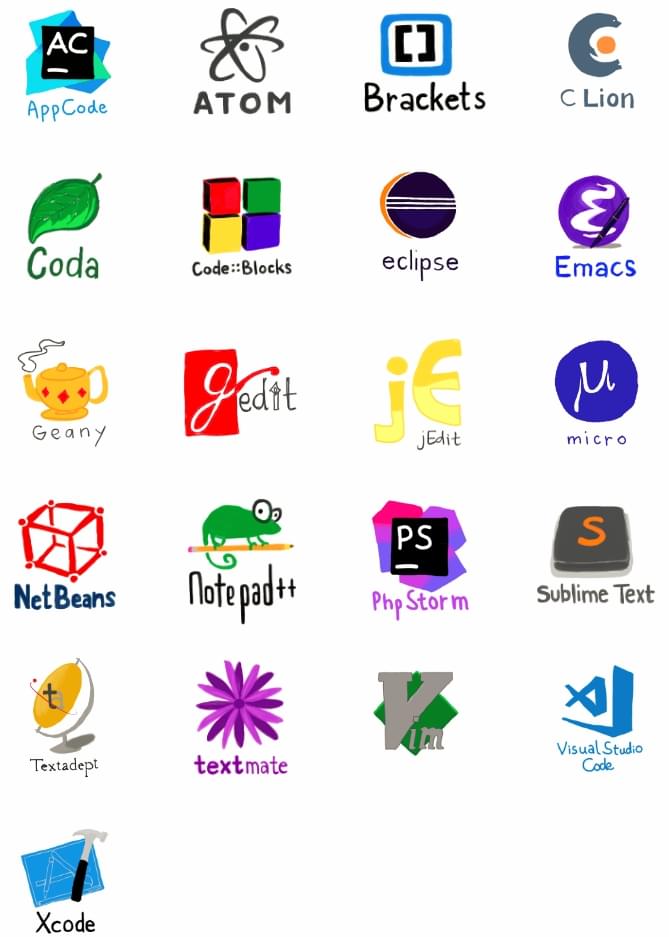 AC
AppCode
ATOM
[]
Brackets
C Lion
Coda
Code::Blocks
eclipse
Ɛ
Emacs
Geany
gedit
jE
jEdit
μ
micro
NetBeans
Notepad++
PS
PhpStorm
S
Sublime Text
ta
Textadept
textmate
Vim
Visual Studio
Code
Xcode